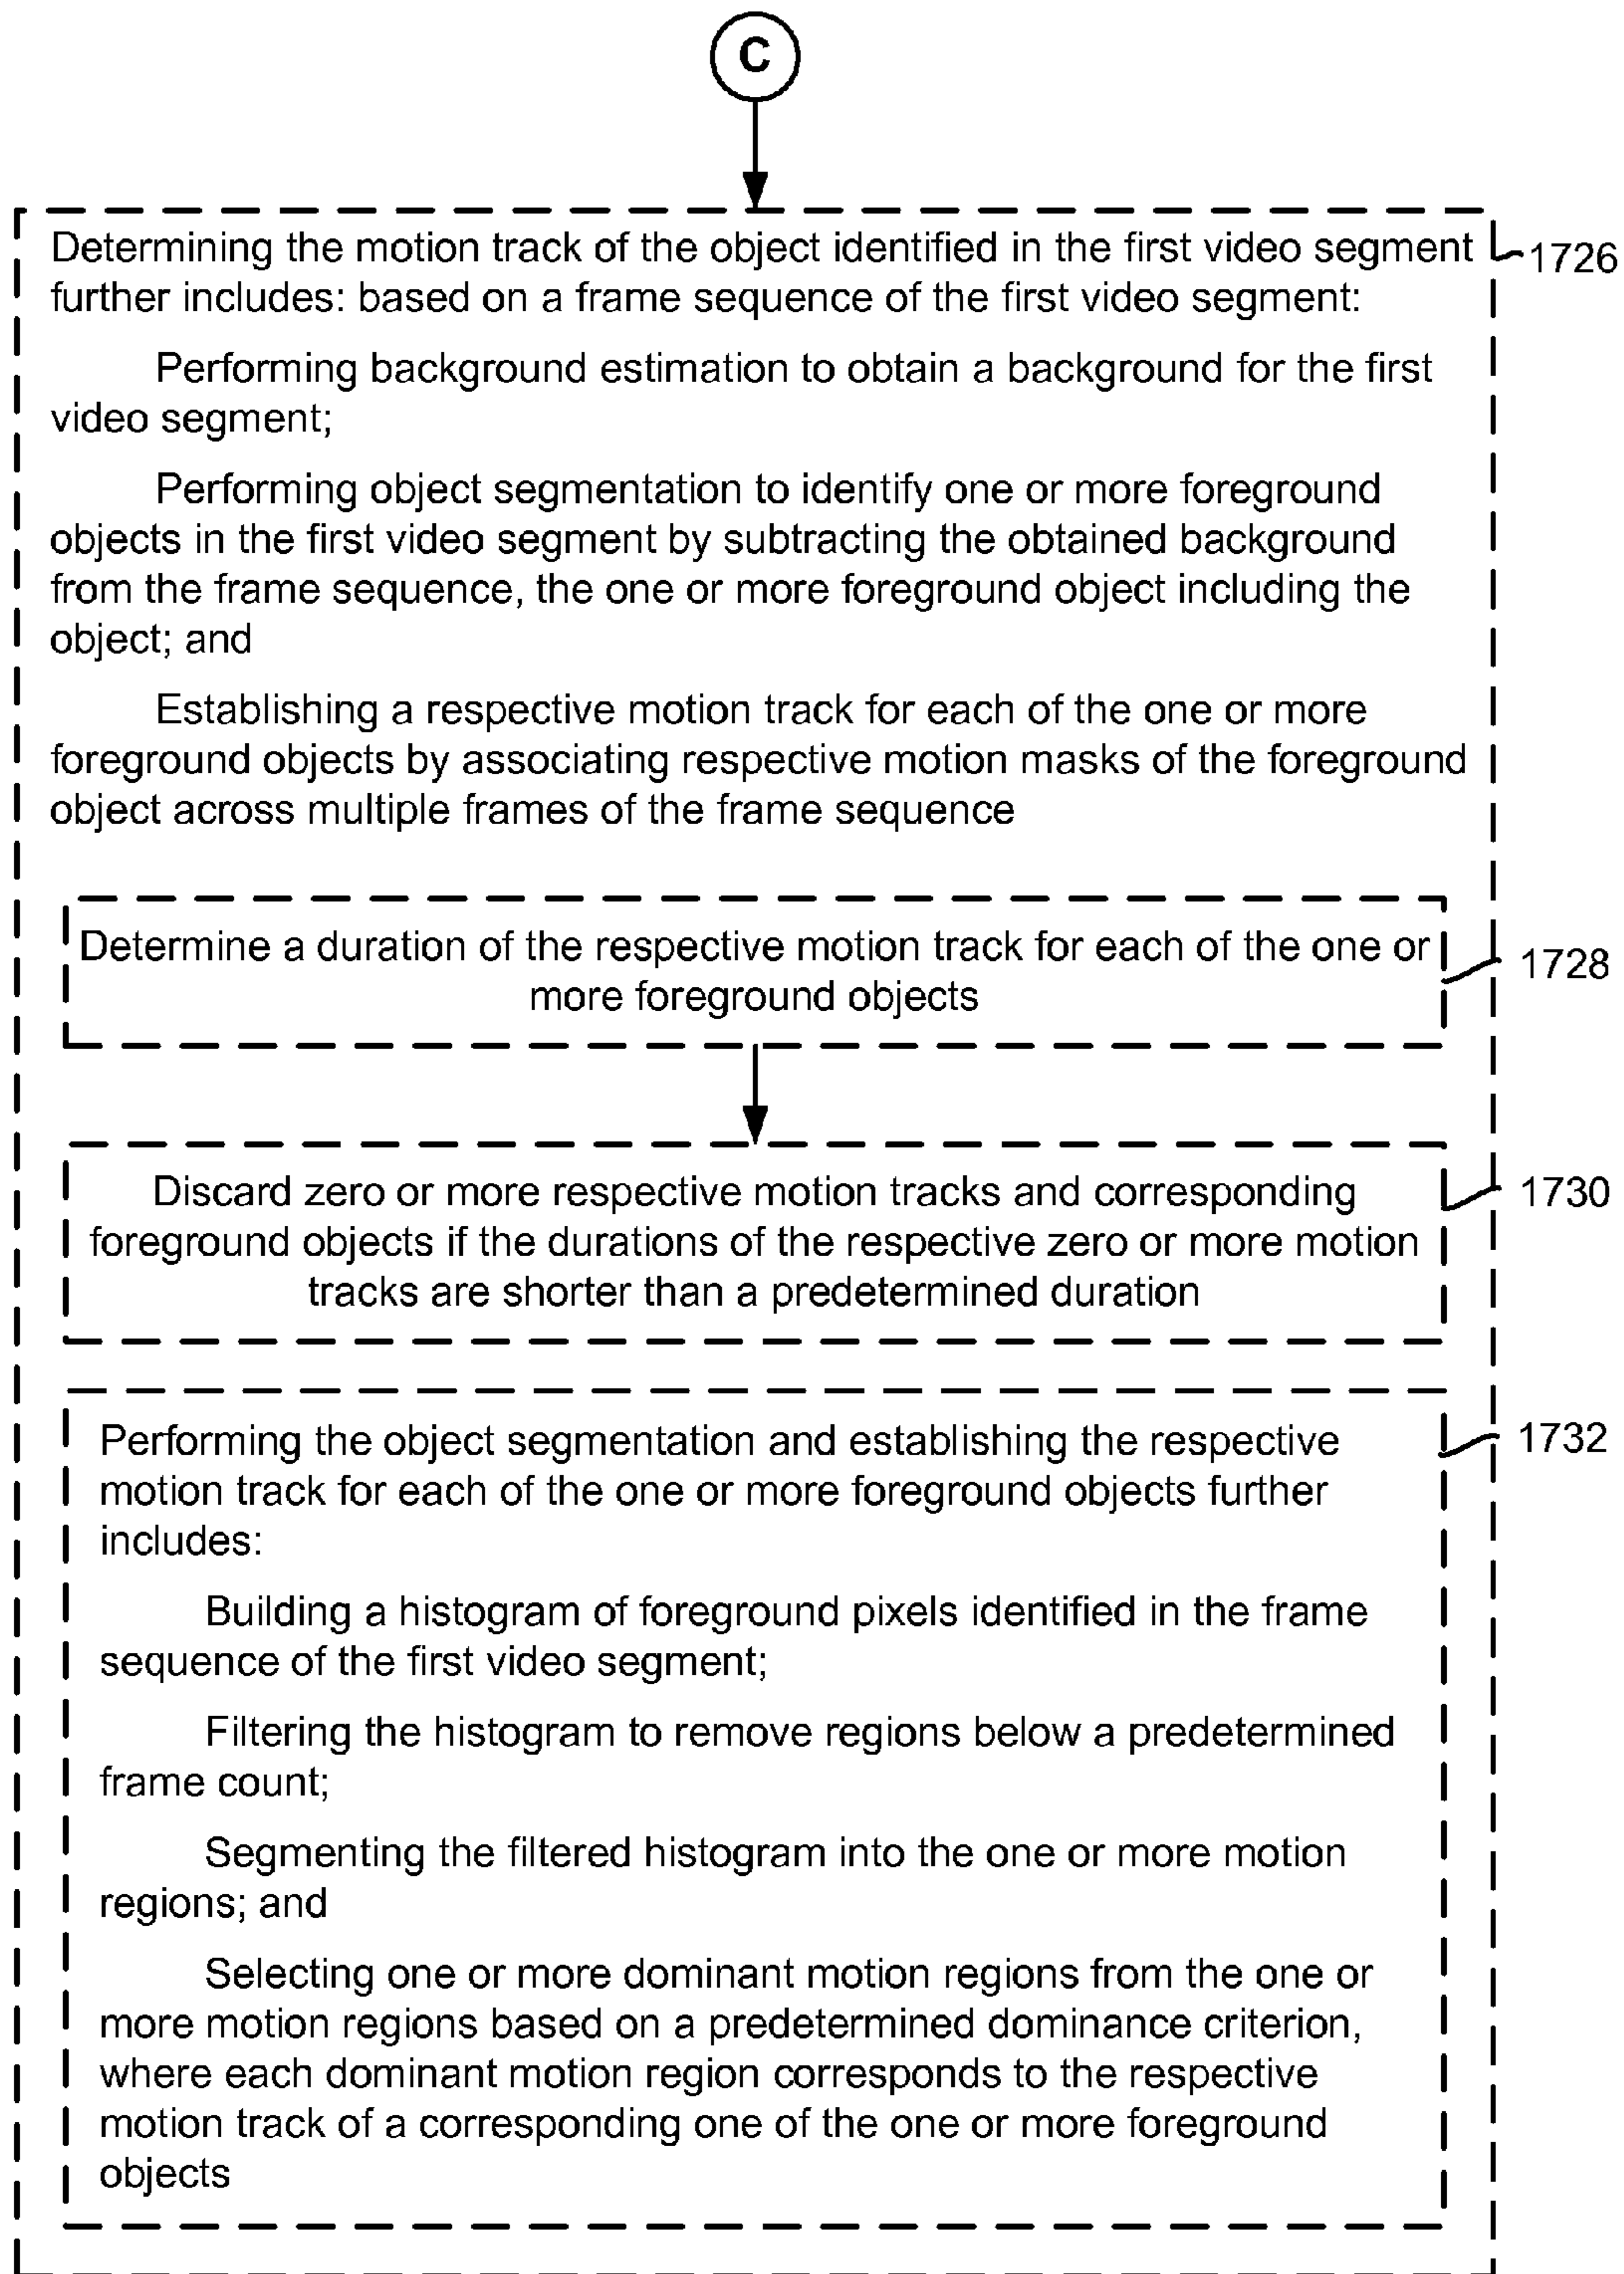 C
Determining the motion track of the object identified in the first video segment
1726
further includes: based on a frame sequence of the first video segment:
Performing background estimation to obtain a background for the first
video segment;
Performing object segmentation to identify one or more foreground
objects in the first video segment by subtracting the obtained background
from the frame sequence, the one or more foreground object including the
object; and
Establishing a respective motion track for each of the one or more
foreground objects by associating respective motion masks of the foreground
object across multiple frames of the frame sequence
Determine a duration of the respective motion track for each of the one or
more foreground objects
1728
Discard zero or more respective motion tracks and corresponding
foreground objects if the durations of the respective zero or more motion
tracks are shorter than a predetermined duration
1730
Performing the object segmentation and establishing the respective
1732
motion track for each of the one or more foreground objects further
includes:
Building a histogram of foreground pixels identified in the frame
sequence of the first video segment;
Filtering the histogram to remove regions below a predetermined
frame count;
Segmenting the filtered histogram into the one or more motion
regions; and
Selecting one or more dominant motion regions from the one or
more motion regions based on a predetermined dominance criterion,
where each dominant motion region corresponds to the respective
motion track of a corresponding one of the one or more foreground
objects